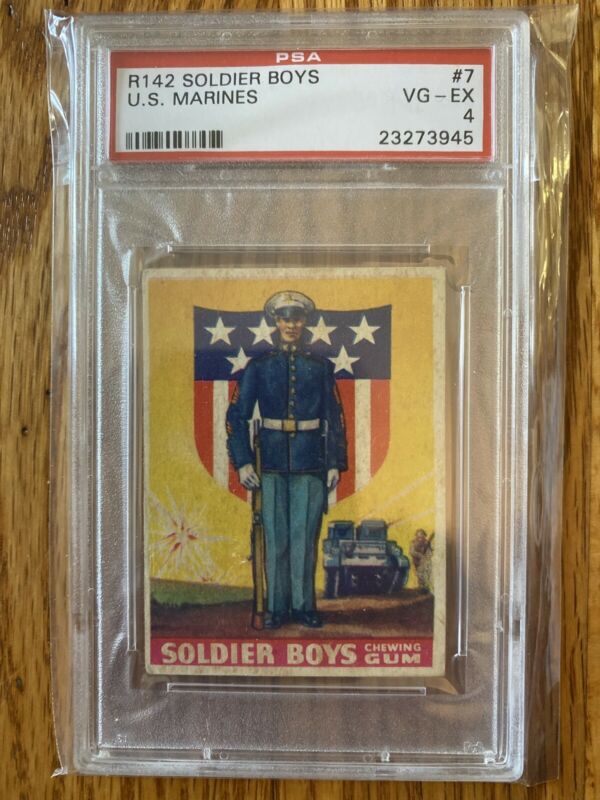 PSA
R142 SOLDIER BOYS #7
U.S. MARINES VG-EX
4
23273945
SOLDIER BOYS CHEWING GUM